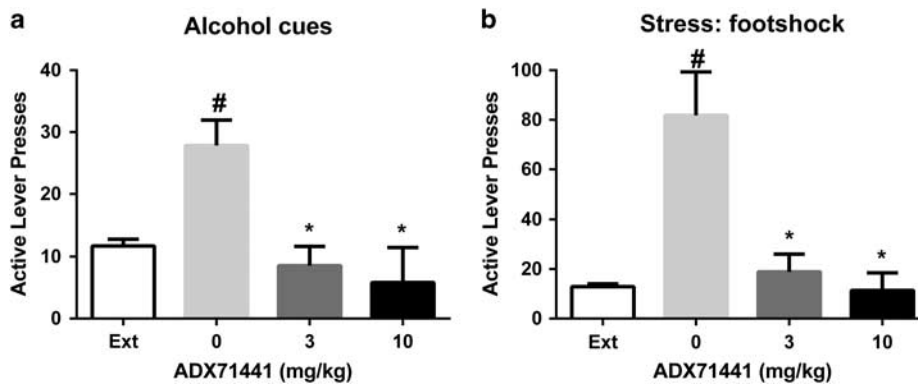 a
Alcohol cues
Active Lever Presses
40
30
20
10
0
#
*
*
Ext
0
3
10
ADX71441 (mg/kg)
b
Stress: footshock
Active Lever Presses
100
80
60
40
20
0
#
*
*
Ext
0
3
10
ADX71441 (mg/kg)